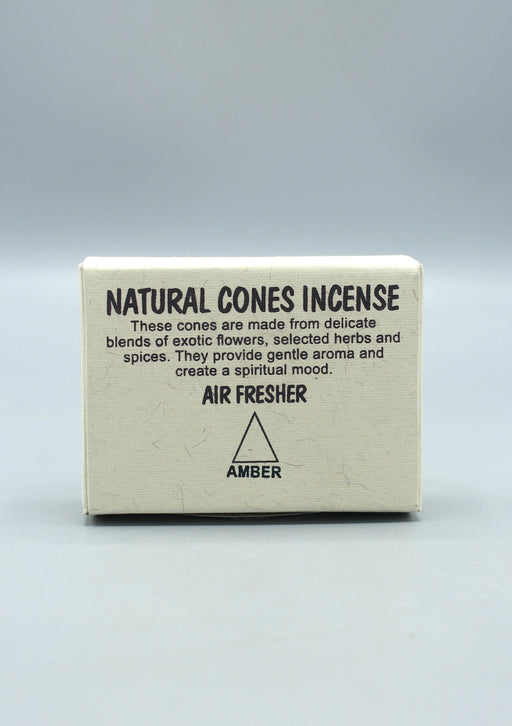 NATURAL CONES INCENSE
These cones are made from delicate
blends of exotic flowers, selected herbs and
spices. They provide gentle aroma and
create a spiritual mood.
AIR FRESHER
AMBER